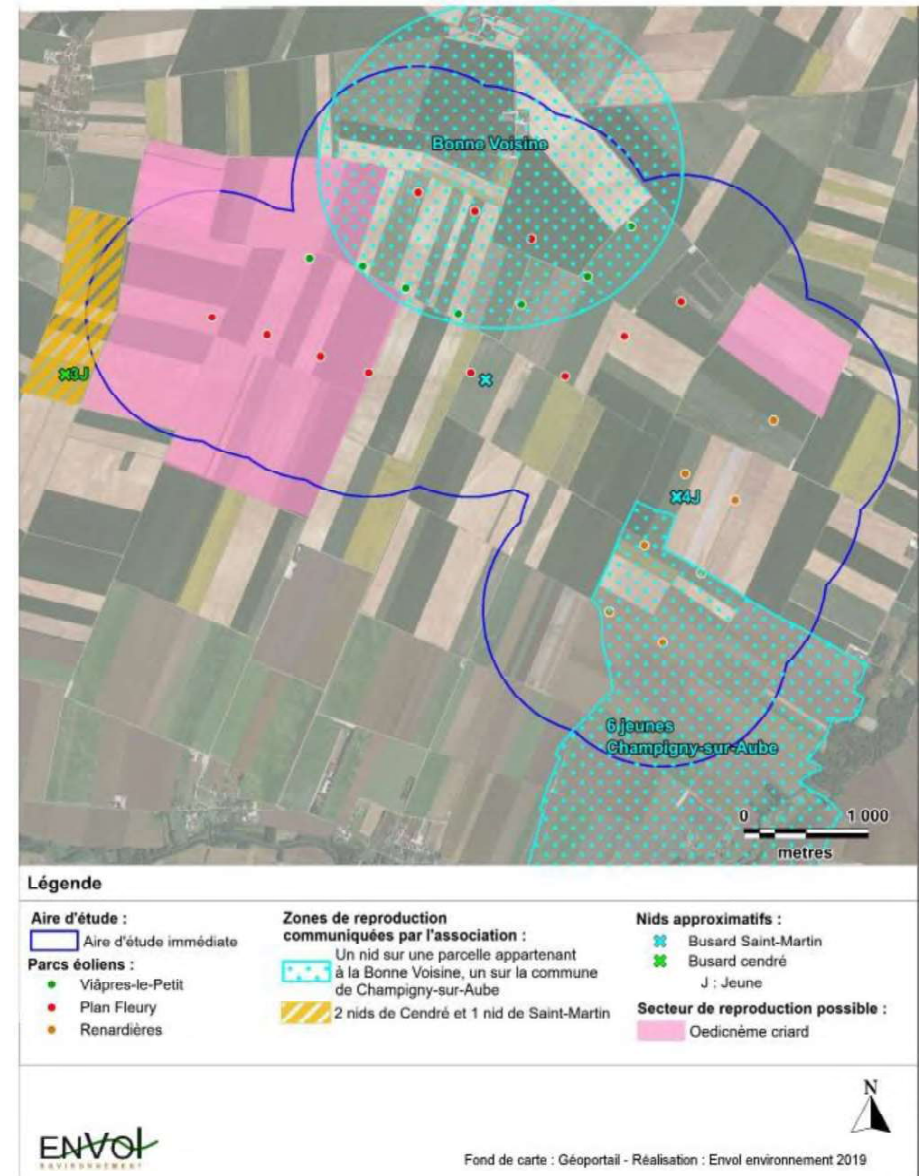 Bonne Voisine
3J
4J
6 jeunes
Champigny-sur-Aube
0 1 000
metres
Légende
Aire d'étude :
Aire d'étude immédiate
Parcs éoliens :
Viâpres-le-Petit
Plan Fleury
Renardières
Zones de reproduction
communiquées par l'association :
Un nid sur une parcelle appartenant
à la Bonne Voisine, un sur la commune
de Champigny-sur-Aube
2 nids de Cendré et 1 nid de Saint-Martin
Nids approximatifs :
Busard Saint-Martin
Busard cendré
J : Jeune
Secteur de reproduction possible :
Oedicnème criard
N
ENVOl
ENVIRONNEMENT
Fond de carte : Géoportail - Réalisation : Envol environnement 2019